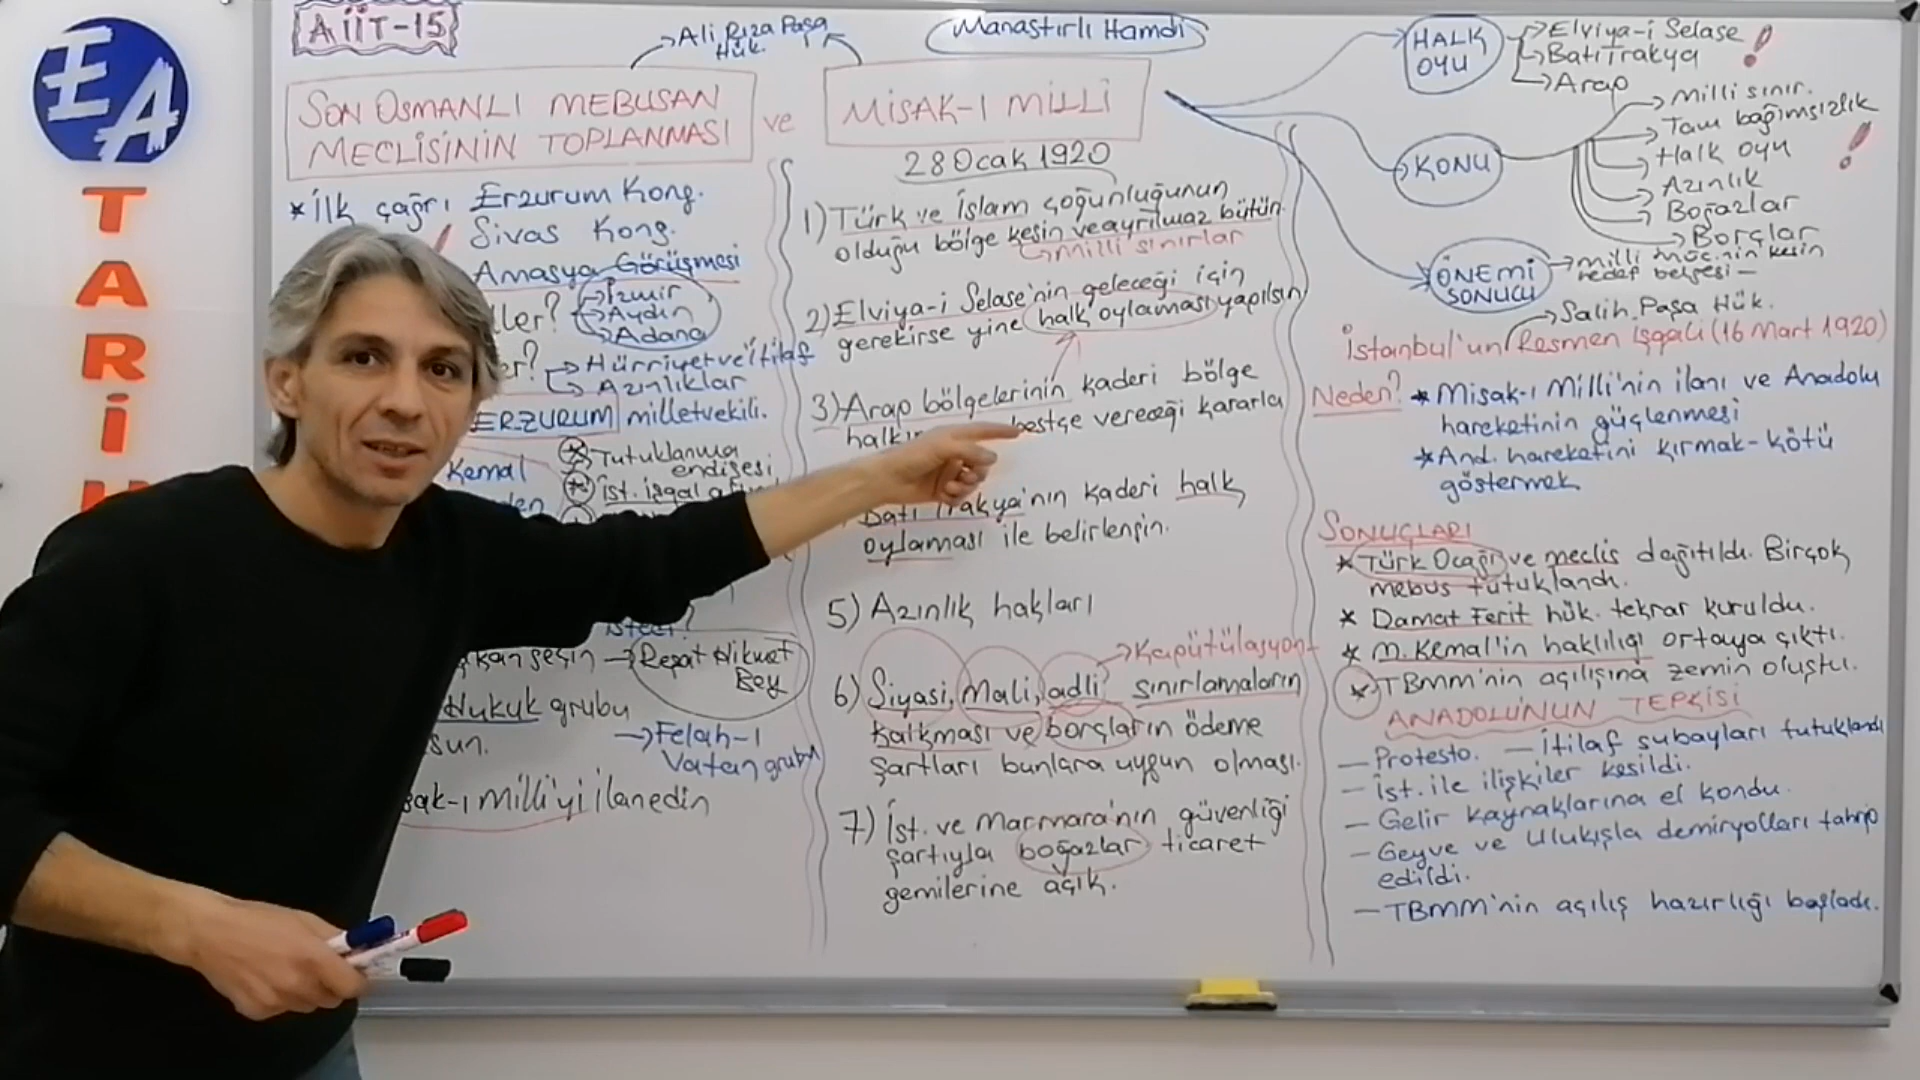 EA
TARİH
AİİT-15
Ali Rıza Paşa
Hük.
Manastırlı Hamdi
SON OSMANLI MEBUSAN
MECLİSİNİN TOPLANMASI
ve
MİSAK-I MİLLİ
28 Ocak 1920
* İlk çağrı Erzurum Kong.
! Sivas Kong.
Amasya Görüşmesi
ller?
İzmir
Aydın
Adana
er?
Hürriyet ve İtilaf
Azınlıklar
ERZURUM milletvekili.
Kemal
Tutuklanma
endişesi
İst. işgal
Reşat Hikmet
Bey
Hukuk grubu
sun.
→Felah-ı
Vatan grubu
Milli'yi ilan edin
1) Türk ve İslam çoğunluğunun
olduğu bölge kesin ve ayrılmaz bütün.
→Milli sınırlar
2) Elviya-i Selase'nin geleceği için
gerekirse yine halk oylaması yapılsın
3) Arap bölgelerinin kaderi bölge
vereceği kararla
Batı Trakya'nın kaderi halk
oylaması ile belirlensin.
5) Azınlık hakları
→Kapütülasyon
6) Siyasi, Mali, adli sınırlamaların
kalkması ve borçların ödeme
şartları bunlara uygun olması.
7) İst. ve Marmara'nın güvenliği
şartıyla boğazlar ticaret
gemilerine açık.
HALK
OYU
Elviya-i Selase
Batı Trakya
Arap
!
KONU
Milli sınır.
Tam bağımsızlık
Halk oyu
Azınlık
Boğazlar
Borçlar
!
ÖNEMİ
SONUCU
milli müc.nin kesin
hedef belgesi —
→Salih Paşa Hük.
İstanbul'un Resmen İşgali (16 Mart 1920)
Neden? * Misak-ı Milli'nin ilanı ve Anadolu
hareketinin güçlenmesi
* And. hareketini kırmak-kötü
göstermek
SONUÇLARI
* Türk Ocağı ve meclis dağıtıldı. Birçok
mebus tutuklandı.
* Damat Ferit hük. tekrar kuruldu.
* M. Kemal'in haklılığı ortaya çıktı.
* TBMM'nin açılışına zemin oluştu.
ANADOLU'NUN TEPKİSİ
— Protesto. — İtilaf subayları tutuklandı
— İst. ile ilişkiler kesildi.
— Gelir kaynaklarına el kondu.
— Geyve ve Ulukışla demiryolları tahrip
edildi.
— TBMM'nin açılış hazırlığı başladı.